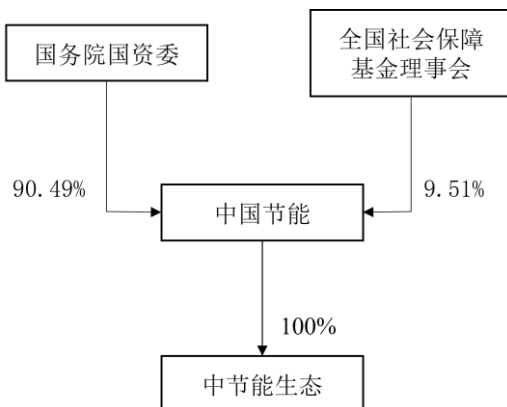 国务院国资委
全国社会保障
基金理事会
90.49%
9.51%
中国节能
100%
中节能生态